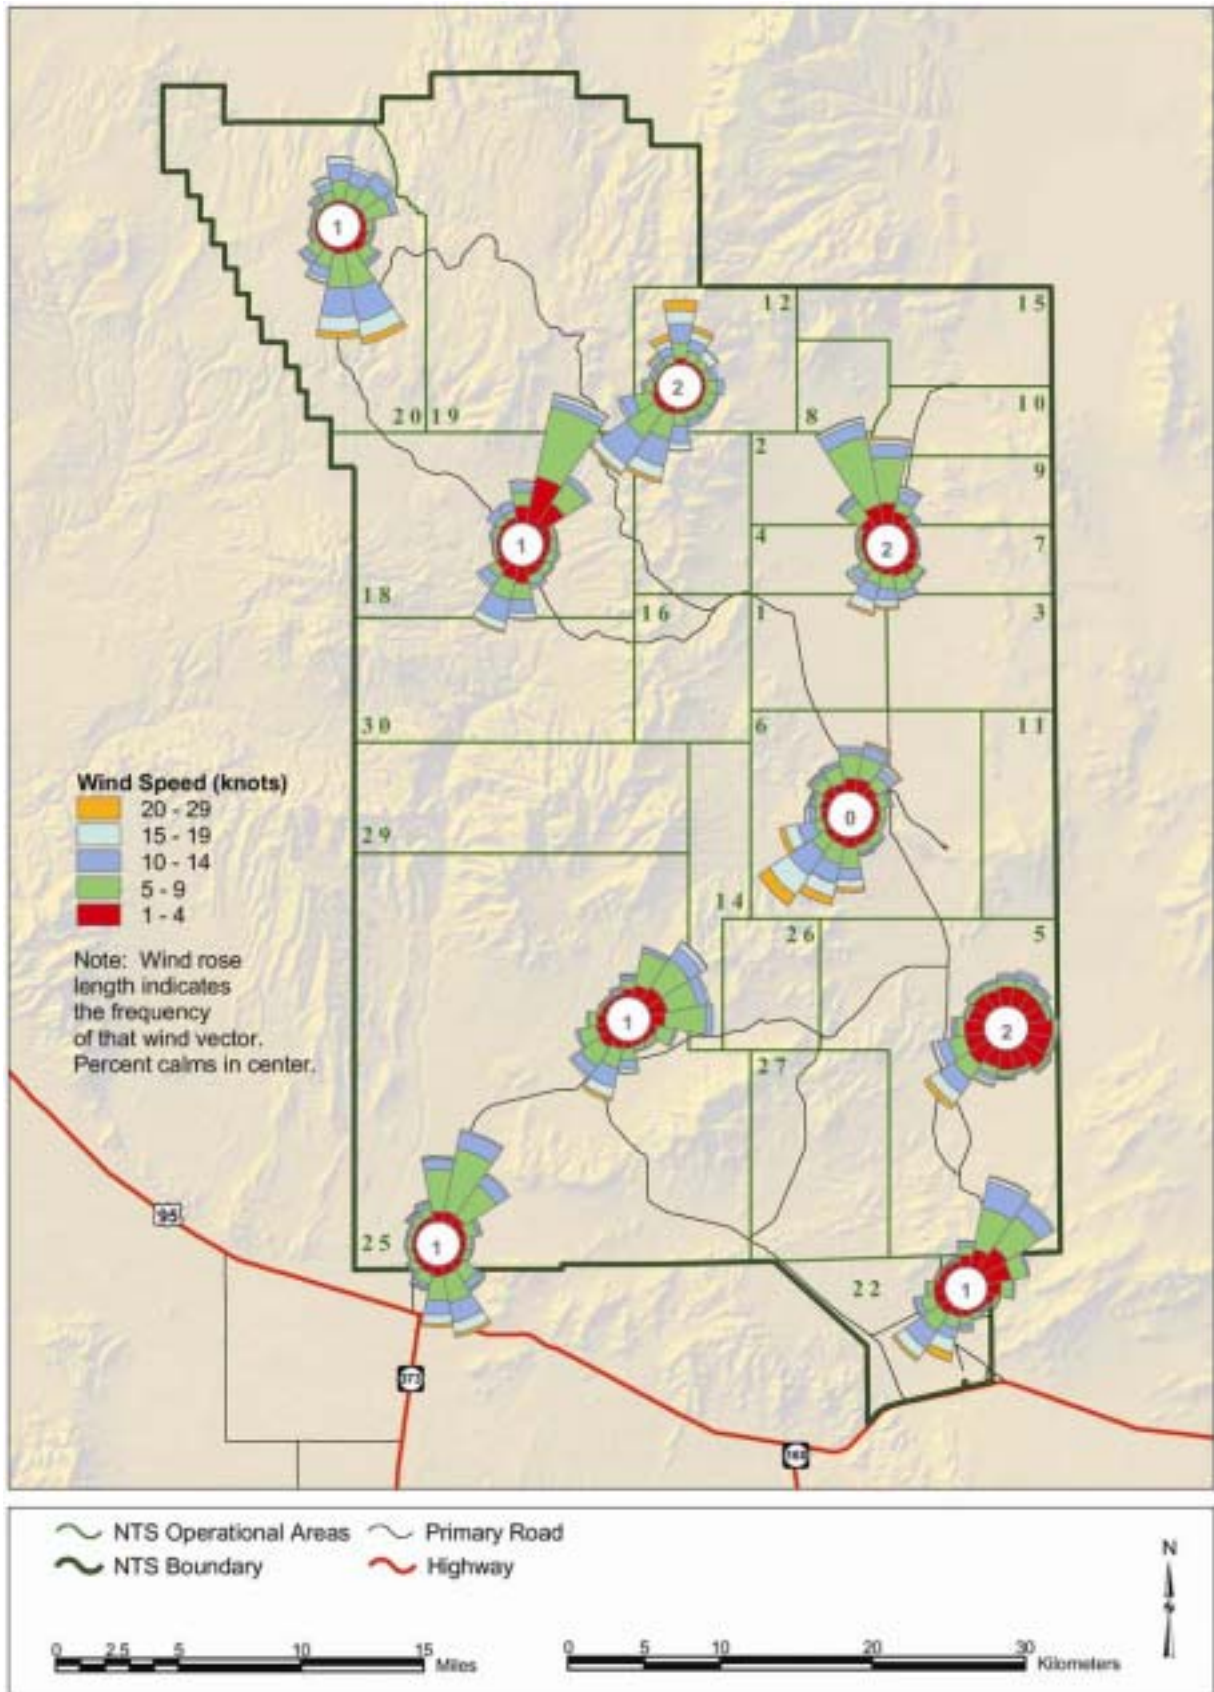 1
12
15
2
20
19
8
10
2
9
1
4
2
7
18
16
1
3
30
6
11
Wind Speed (knots)
20 - 29
15 - 19
10 - 14
5 - 9
1 - 4
0
29
14
26
5
Note: Wind rose
length indicates
the frequency
of that wind vector.
Percent calms in center.
1
2
27
95
25
1
22
1
373
160
NTS Operational Areas
Primary Road
NTS Boundary
Highway
N
0 2.5 5 10 15
Miles
0 5 10 20 30
Kilometers